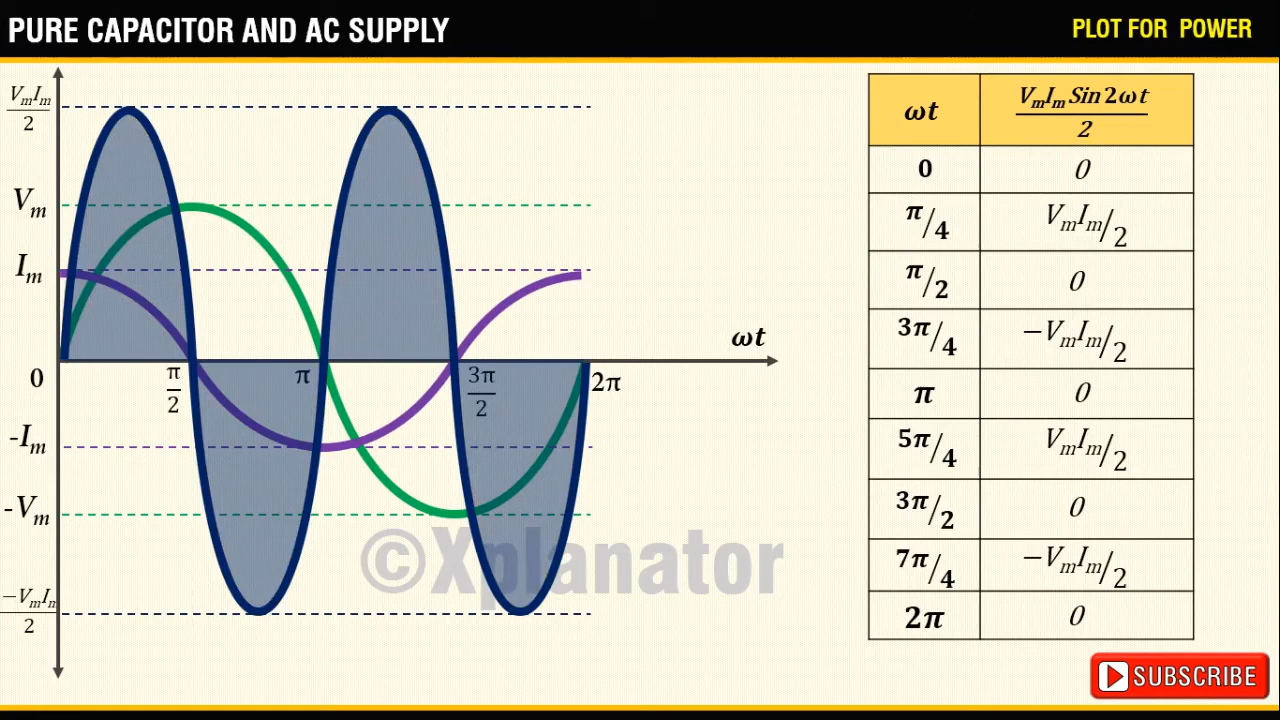 PURE CAPACITOR AND AC SUPPLY
PLOT FOR POWER
VmIm/2
Vm
Im
0
-Im
-Vm
−VmIm/2
π/2
π
3π/2
2π
ωt
©Xplanator
ωt VmIm Sin 2ωt/2
0 0
π/4 VmIm/2
π/2 0
3π/4 −VmIm/2
π 0
5π/4 VmIm/2
3π/2 0
7π/4 −VmIm/2
2π 0
SUBSCRIBE